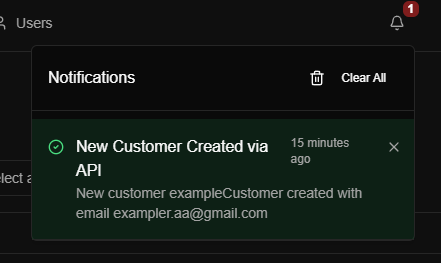 Users
1
Notifications
Clear All
New Customer Created via
API
15 minutes
ago
New customer exampleCustomer created with
email exampler.aa@gmail.com
elect a